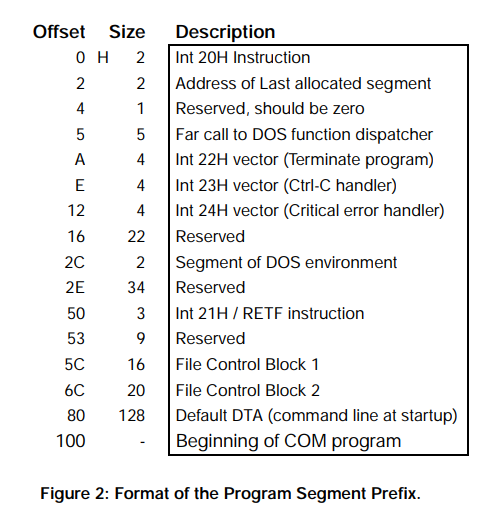 Offset Size Description
0 H 2 Int 20H Instruction
2 2 Address of Last allocated segment
4 1 Reserved, should be zero
5 5 Far call to DOS function dispatcher
A 4 Int 22H vector (Terminate program)
E 4 Int 23H vector (Ctrl-C handler)
12 4 Int 24H vector (Critical error handler)
16 22 Reserved
2C 2 Segment of DOS environment
2E 34 Reserved
50 3 Int 21H / RETF instruction
53 9 Reserved
5C 16 File Control Block 1
6C 20 File Control Block 2
80 128 Default DTA (command line at startup)
100 - Beginning of COM program
Figure 2: Format of the Program Segment Prefix.